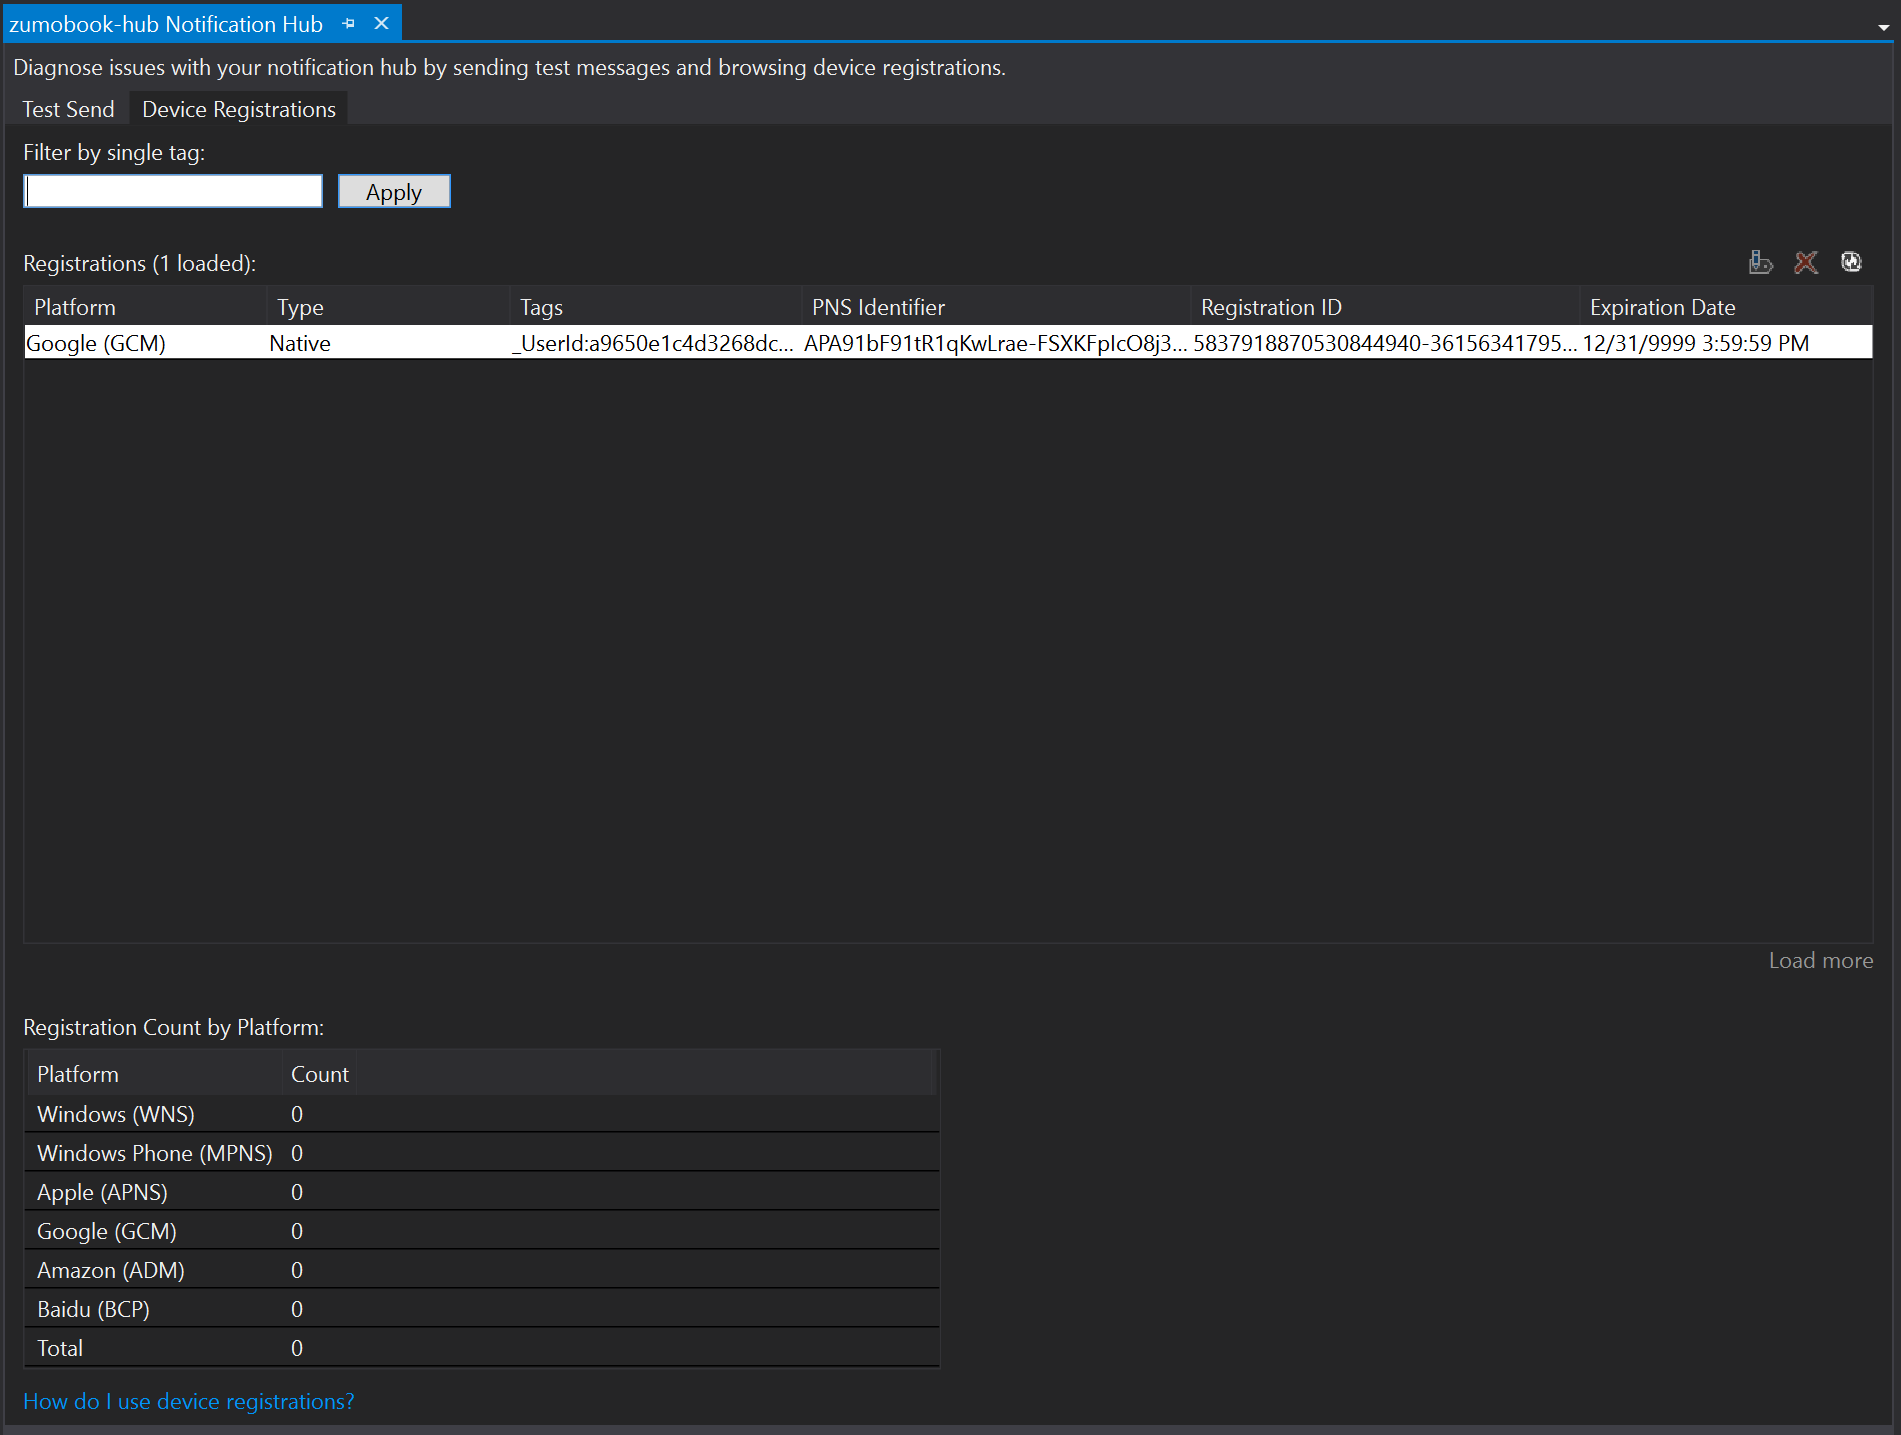 zumobook-hub Notification Hub
Diagnose issues with your notification hub by sending test messages and browsing device registrations.
Test Send Device Registrations
Filter by single tag:
Apply
Registrations (1 loaded):
Platform Type Tags PNS Identifier Registration ID Expiration Date
Google (GCM) Native _UserId:a9650e1c4d3268dc... APA91bF91tR1qKwLrae-FSXKFpIcO8j3... 5837918870530844940-36156341795... 12/31/9999 3:59:59 PM
Load more
Registration Count by Platform:
Platform Count
Windows (WNS) 0
Windows Phone (MPNS) 0
Apple (APNS) 0
Google (GCM) 0
Amazon (ADM) 0
Baidu (BCP) 0
Total 0
How do I use device registrations?